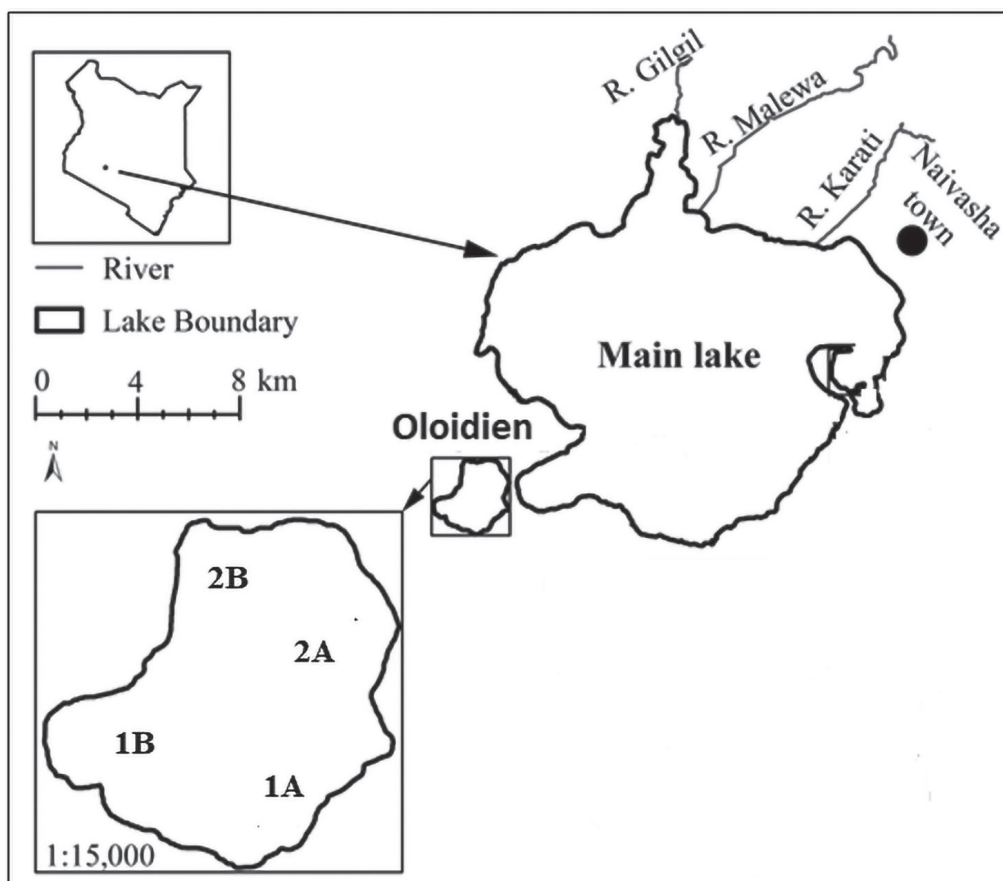 R. Gilgil
R. Malewa
R. Karati
Naivasha
town
River
Lake Boundary
0 4 8 km
N
Main lake
Oloidien
2B
2A
1B
1A
1:15,000